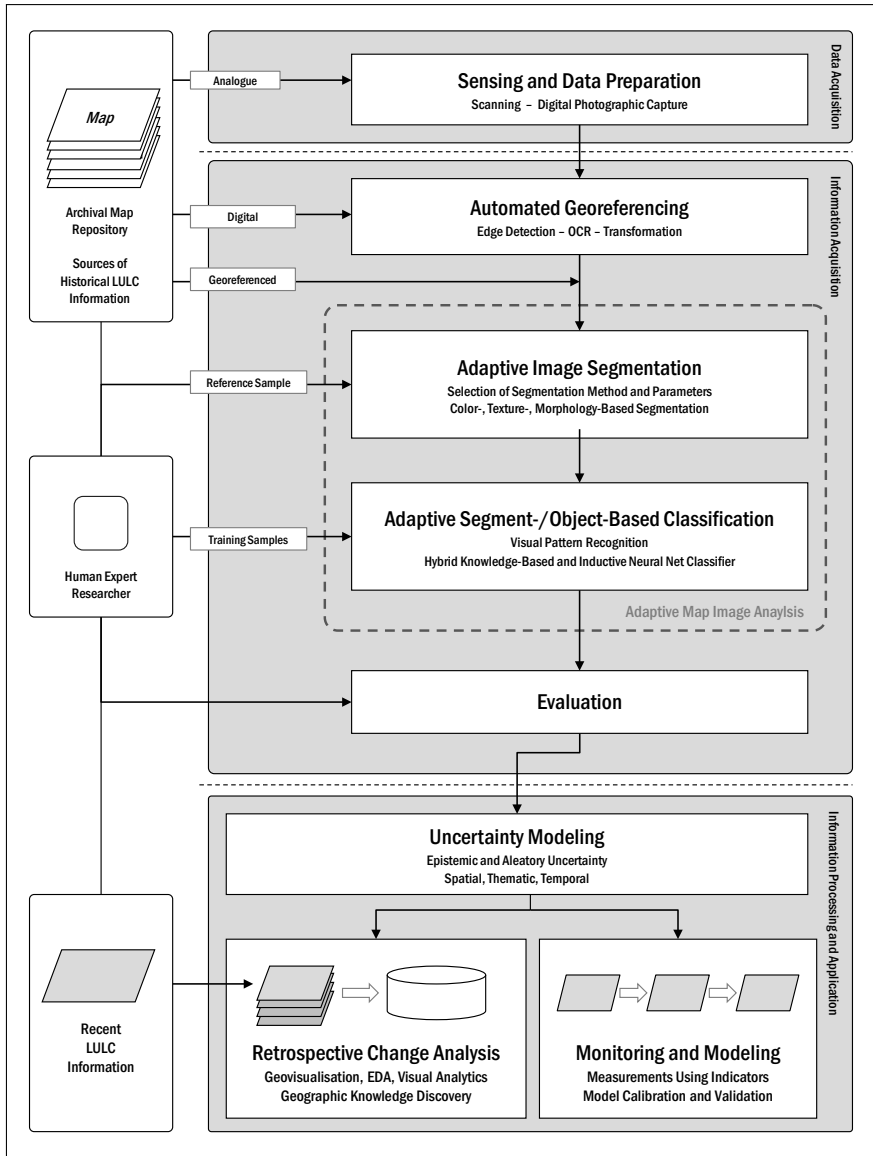 Data Acquisition
Analogue
Sensing and Data Preparation
Scanning – Digital Photographic Capture
Map
Archival Map
Repository
Sources of
Historical LULC
Information
Information Acquisition
Digital
Automated Georeferencing
Edge Detection – OCR – Transformation
Georeferenced
Adaptive Image Segmentation
Selection of Segmentation Method and Parameters
Color-, Texture-, Morphology-Based Segmentation
Reference Sample
Human Expert
Researcher
Training Samples
Adaptive Segment-/Object-Based Classification
Visual Pattern Recognition
Hybrid Knowledge-Based and Inductive Neural Net Classifier
Adaptive Map Image Anaylsis
Evaluation
Information Processing and Application
Uncertainty Modeling
Epistemic and Aleatory Uncertainty
Spatial, Thematic, Temporal
Recent
LULC
Information
Retrospective Change Analysis
Geovisualisation, EDA, Visual Analytics
Geographic Knowledge Discovery
Monitoring and Modeling
Measurements Using Indicators
Model Calibration and Validation